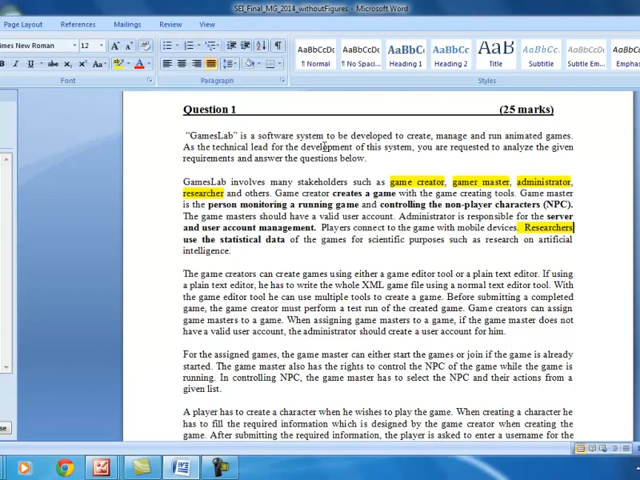 SEI_Final_MG_2014_withoutFigures - Microsoft Word
Page Layout References Mailings Review View
imes New Roman 12
B I U
Font
Paragraph
AaBbCcDc AaBbCcDc AaBbC AaBbCc AaB AaBbCc. AaBbCcDc AaBbCcDc
¶ Normal ¶ No Spaci... Heading 1 Heading 2 Title Subtitle Subtle Em... Emphas
Styles
Question 1 (25 marks)
"GamesLab" is a software system to be developed to create, manage and run animated games.
As the technical lead for the development of this system, you are requested to analyze the given
requirements and answer the questions below.
GamesLab involves many stakeholders such as game creator, gamer master, administrator,
researcher and others. Game creator creates a game with the game creating tools. Game master
is the person monitoring a running game and controlling the non-player characters (NPC).
The game masters should have a valid user account. Administrator is responsible for the server
and user account management. Players connect to the game with mobile devices. Researchers
use the statistical data of the games for scientific purposes such as research on artificial
intelligence.
The game creators can create games using either a game editor tool or a plain text editor. If using
a plain text editor, he has to write the whole XML game file using a normal text editor tool. With
the game editor tool he can use multiple tools to create a game. Before submitting a completed
game, the game creator must perform a test run of the created game. Game creators can assign
game masters to a game. When assigning game masters to a game, if the game master does not
have a valid user account, the administrator should create a user account for him.
For the assigned games, the game master can either start the games or join if the game is already
started. The game master also has the rights to control the NPC of the game while the game is
running. In controlling NPC, the game master has to select the NPC and their actions from a
given list.
A player has to create a character when he wishes to play the game. When creating a character he
has to fill the required information which is designed by the game creator when creating the
game. After submitting the required information, the player is asked to enter a username for the